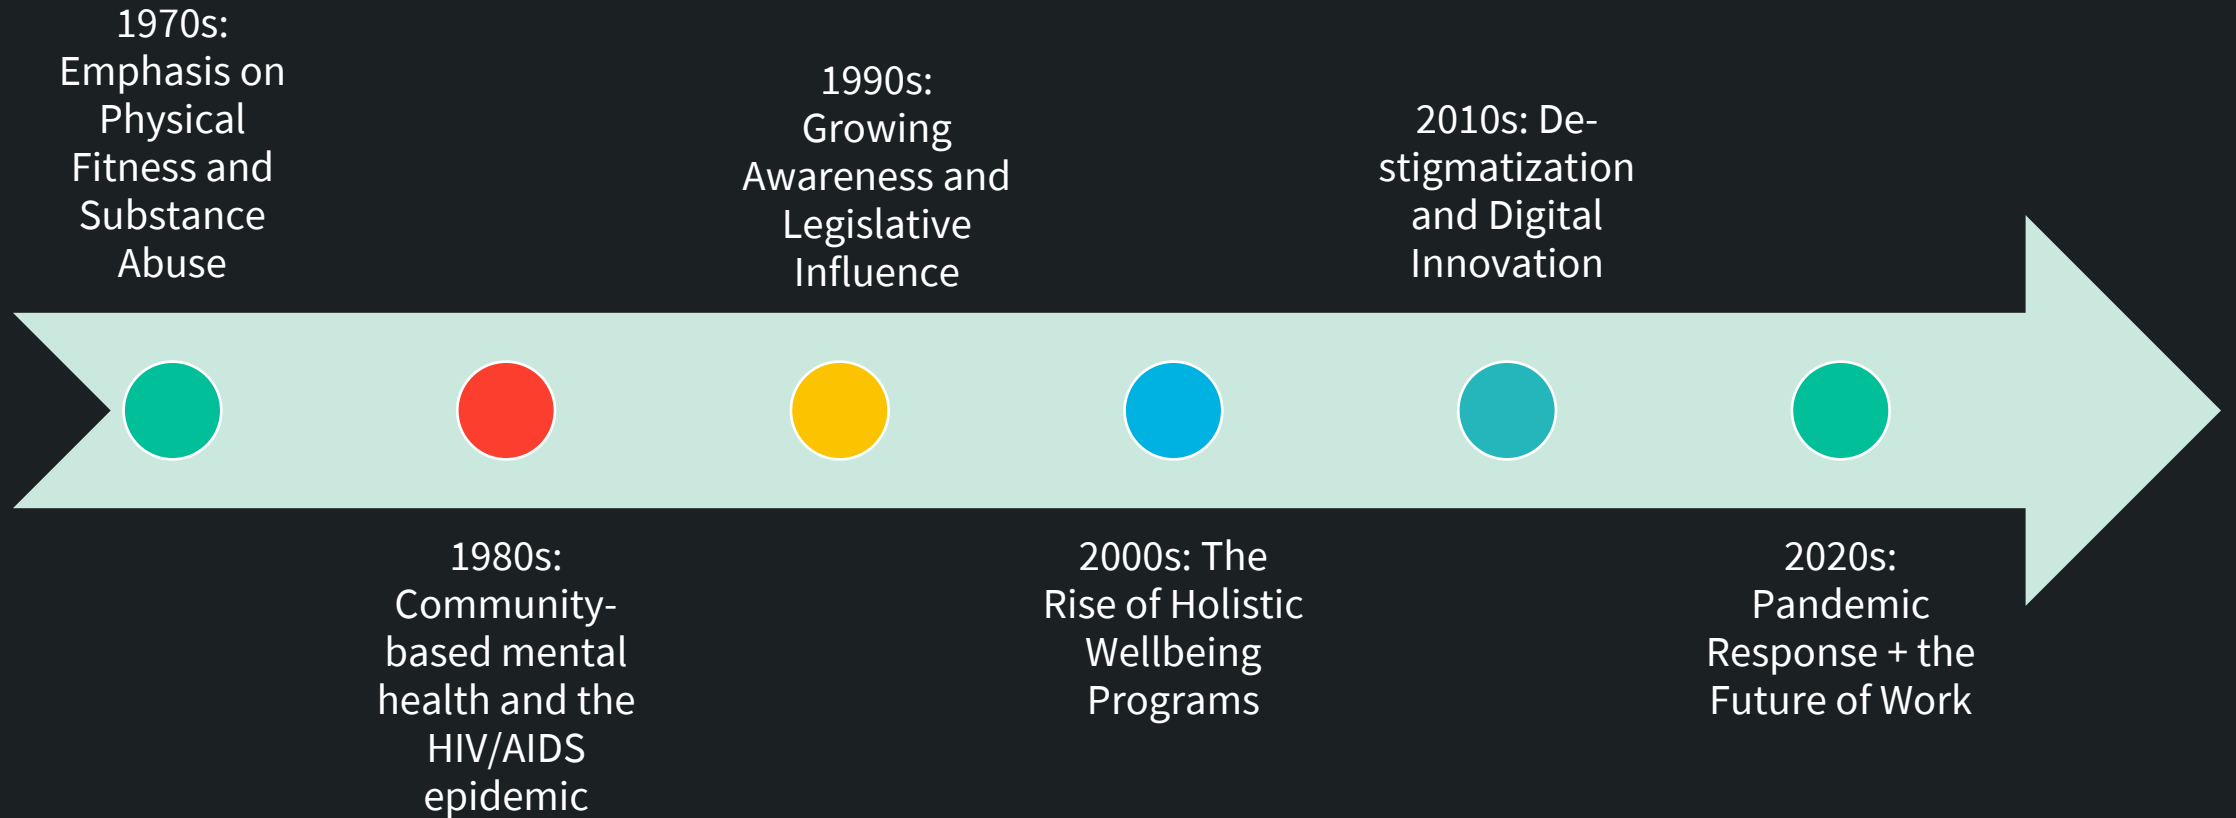 1970s:
Emphasis on
Physical
Fitness and
Substance
Abuse
1980s:
Community-
based mental
health and the
HIV/AIDS
epidemic
1990s:
Growing
Awareness and
Legislative
Influence
2000s: The
Rise of Holistic
Wellbeing
Programs
2010s: De-
stigmatization
and Digital
Innovation
2020s:
Pandemic
Response + the
Future of Work